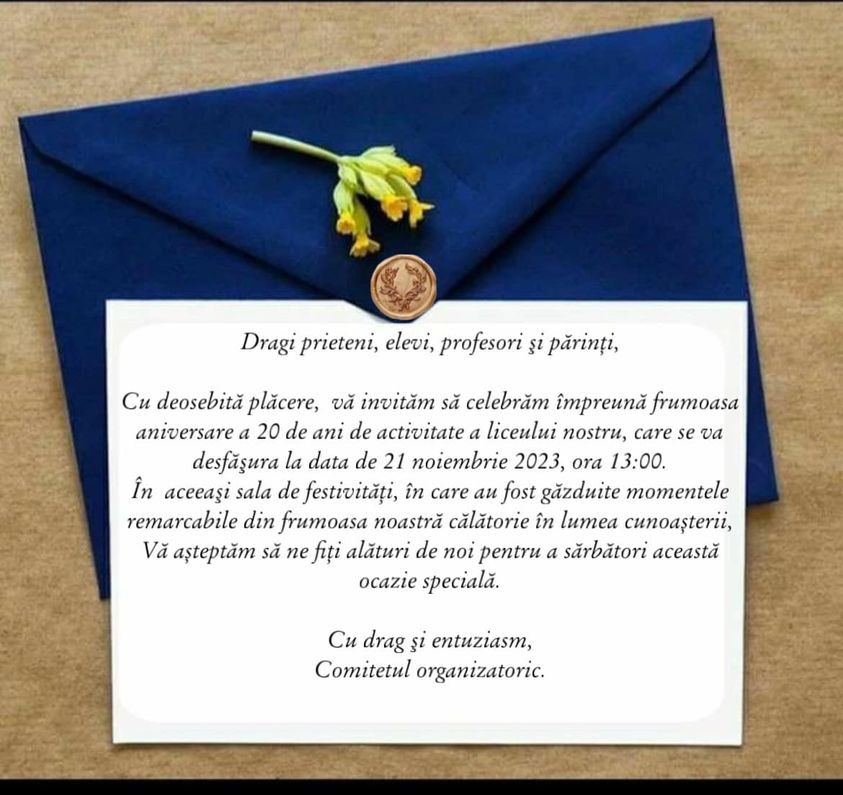 Dragi prieteni, elevi, profesori şi părinți,
Cu deosebită plăcere, vă invităm să celebrăm împreună frumoasa
aniversare a 20 de ani de activitate a liceului nostru, care se va
desfăşura la data de 21 noiembrie 2023, ora 13:00.
În aceeaşi sala de festivități, în care au fost găzduite momentele
remarcabile din frumoasa noastră călătorie în lumea cunoașterii,
Vă așteptăm să ne fiți alături de noi pentru a sărbători această
ocazie specială.
Cu drag şi entuziasm,
Comitetul organizatoric.